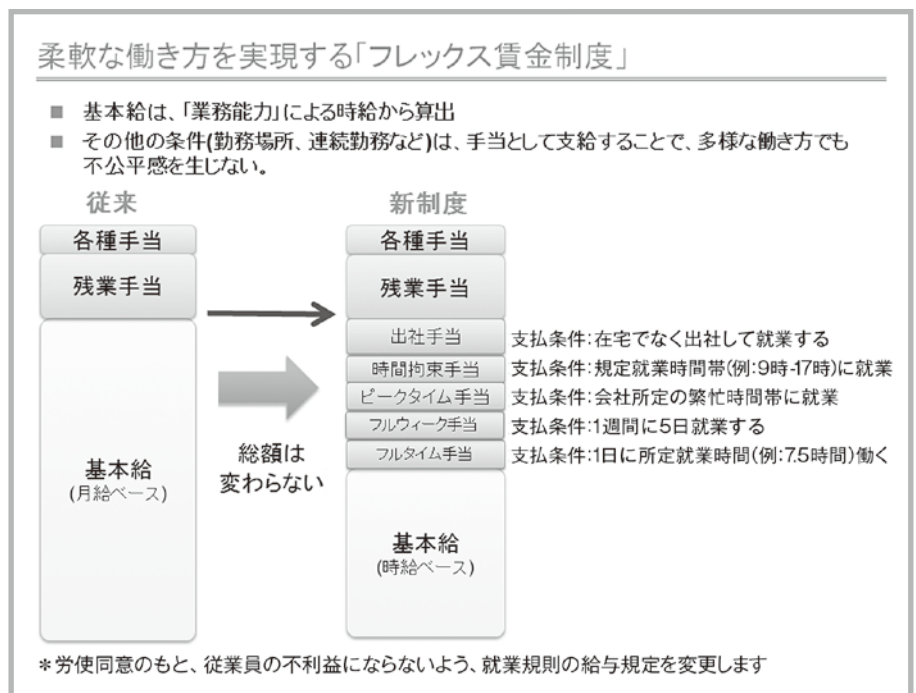 柔軟な働き方を実現する「フレックス賃金制度」
■ 基本給は、「業務能力」による時給から算出
■ その他の条件(勤務場所、連続勤務など)は、手当として支給することで、多様な働き方でも
不公平感を生じない。
従来
各種手当
残業手当
基本給
(月給ベース)
総額は
変わらない
新制度
各種手当
残業手当
出社手当 支払条件:在宅でなく出社して就業する
時間拘束手当 支払条件:規定就業時間帯(例:9時-17時)に就業
ピークタイム手当 支払条件:会社所定の繁忙時間帯に就業
フルウィーク手当 支払条件:1週間に5日就業する
フルタイム手当 支払条件:1日に所定就業時間(例:7.5時間)働く
基本給
(時給ベース)
*労使同意のもと、従業員の不利益にならないよう、就業規則の給与規定を変更します